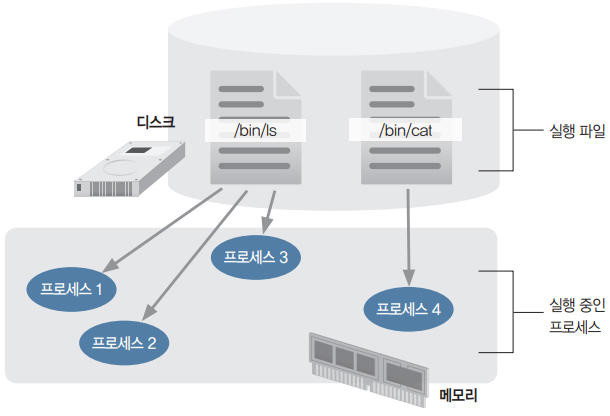 디스크
/bin/ls
/bin/cat
실행 파일
프로세스 1
프로세스 2
프로세스 3
프로세스 4
실행 중인
프로세스
메모리